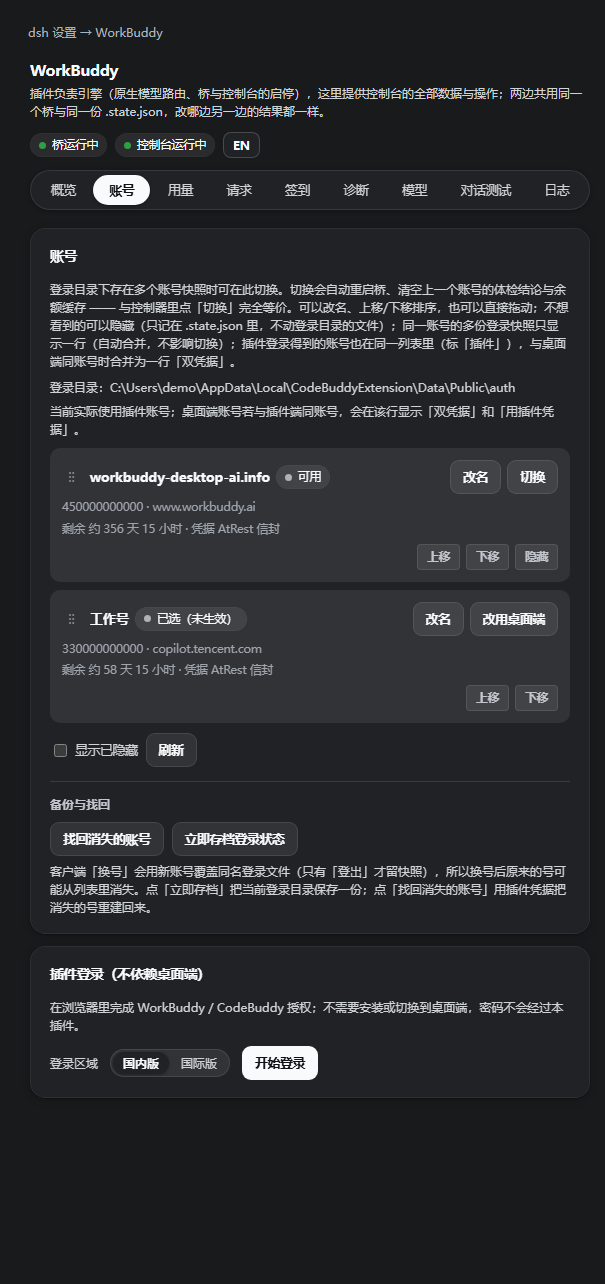 dsh 设置 → WorkBuddy
WorkBuddy
插件负责引擎（原生模型路由、桥与控制台的启停），这里提供控制台的全部数据与操作；两边共用同一
个桥与同一份 .state.json，改哪边另一边的结果都一样。
桥运行中 控制台运行中 EN
概览 账号 用量 请求 签到 诊断 模型 对话测试 日志
账号
登录目录下存在多个账号快照时可在此切换。切换会自动重启桥、清空上一个账号的体检结论与余
额缓存 —— 与控制器里点「切换」完全等价。可以改名、上移/下移排序，也可以直接拖动；不想
看到的可以隐藏（只记在 .state.json 里，不动登录目录的文件）；同一账号的多份登录快照只显
示一行（自动合并，不影响切换）；插件登录得到的账号也在同一列表里（标「插件」），与桌面
端同账号时合并为一行「双凭据」。
登录目录：C:\Users\demo\AppData\Local\CodeBuddyExtension\Data\Public\auth
当前实际使用插件账号；桌面端账号若与插件端同账号，会在该行显示「双凭据」和「用插件凭
据」。
workbuddy-desktop-ai.info 可用 改名 切换
450000000000 · www.workbuddy.ai
剩余 约 356 天 15 小时 · 凭据 AtRest 信封
上移 下移 隐藏
工作号 已选（未生效） 改名 改用桌面端
330000000000 · copilot.tencent.com
剩余 约 58 天 15 小时 · 凭据 AtRest 信封
上移 下移
显示已隐藏 刷新
备份与找回
找回消失的账号 立即存档登录状态
客户端「换号」会用新账号覆盖同名登录文件（只有「登出」才留快照），所以换号后原来的号可
能从列表里消失。点「立即存档」把当前登录目录保存一份；点「找回消失的账号」用插件凭据把
消失的号重建回来。
插件登录（不依赖桌面端）
在浏览器里完成 WorkBuddy / CodeBuddy 授权；不需要安装或切换到桌面端，密码不会经过本
插件。
登录区域 国内版 国际版 开始登录